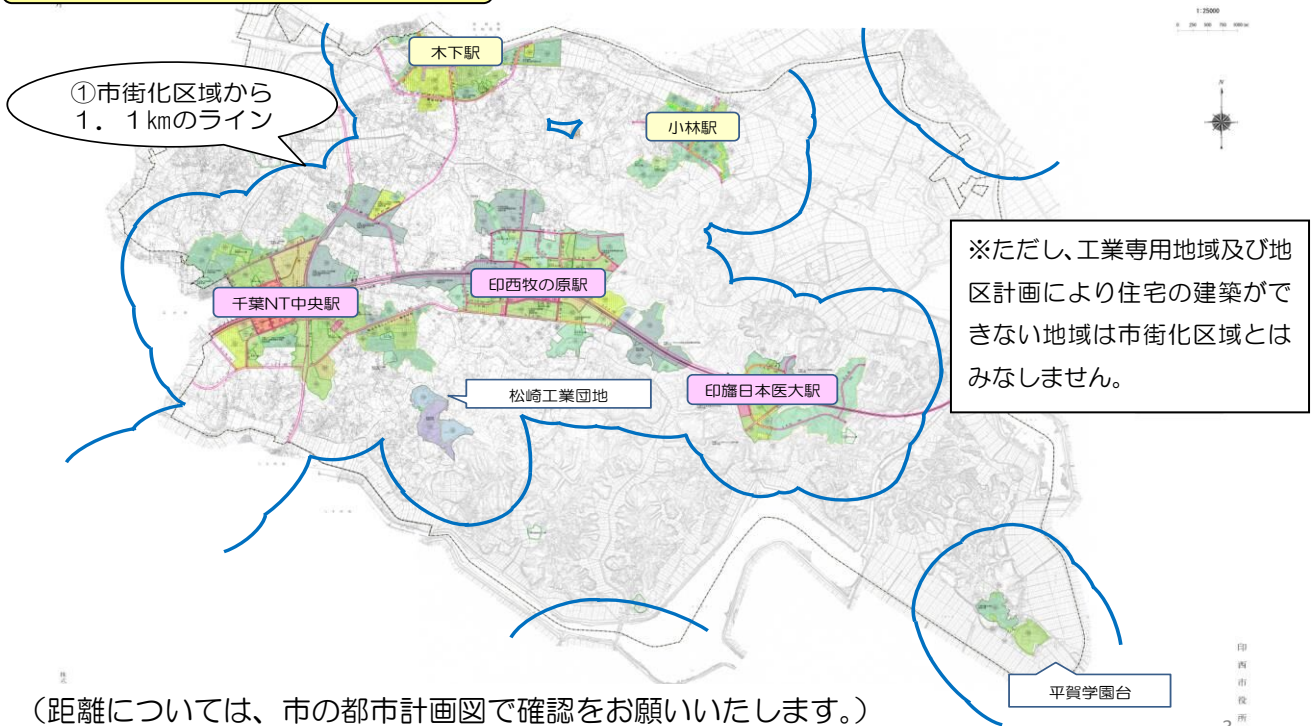 1:25000
木下駅
①市街化区域から
1．1kmのライン
小林駅
※ただし、工業専用地域及び地
区計画により住宅の建築がで
きない地域は市街化区域とは
みなしません。
印西牧の原駅
千葉NT中央駅
印旛日本医大駅
松崎工業団地
平賀学園台
印西市役所
（距離については、市の都市計画図で確認をお願いいたします。）